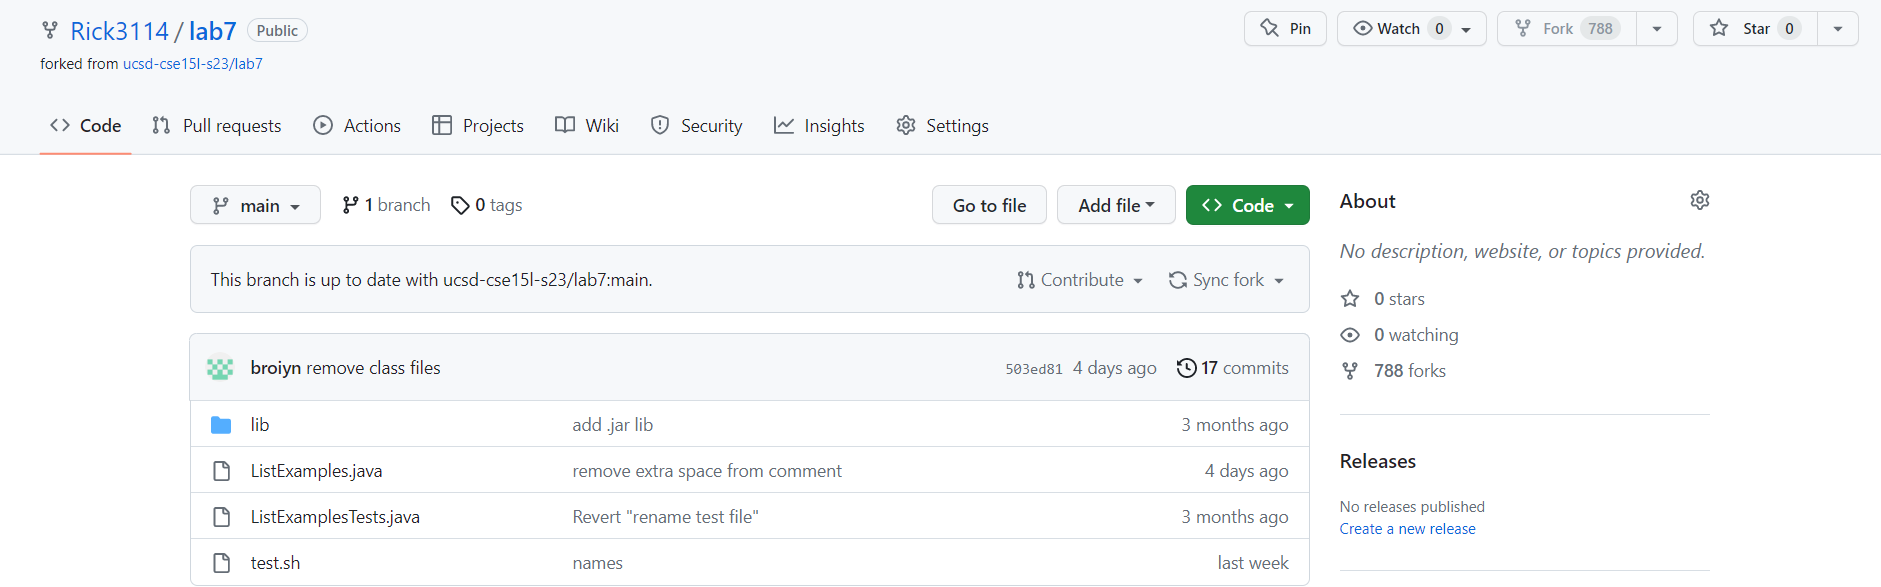 Rick3114 / lab7 Public
Pin
Watch 0
Fork 788
Star 0
forked from ucsd-cse15l-s23/lab7
Code
Pull requests
Actions
Projects
Wiki
Security
Insights
Settings
main
1 branch
0 tags
Go to file
Add file
Code
This branch is up to date with ucsd-cse15l-s23/lab7:main.
Contribute
Sync fork
broiyn remove class files 503ed81 4 days ago 17 commits
lib add .jar lib 3 months ago
ListExamples.java remove extra space from comment 4 days ago
ListExamplesTests.java Revert "rename test file" 3 months ago
test.sh names last week
About
No description, website, or topics provided.
0 stars
0 watching
788 forks
Releases
No releases published
Create a new release